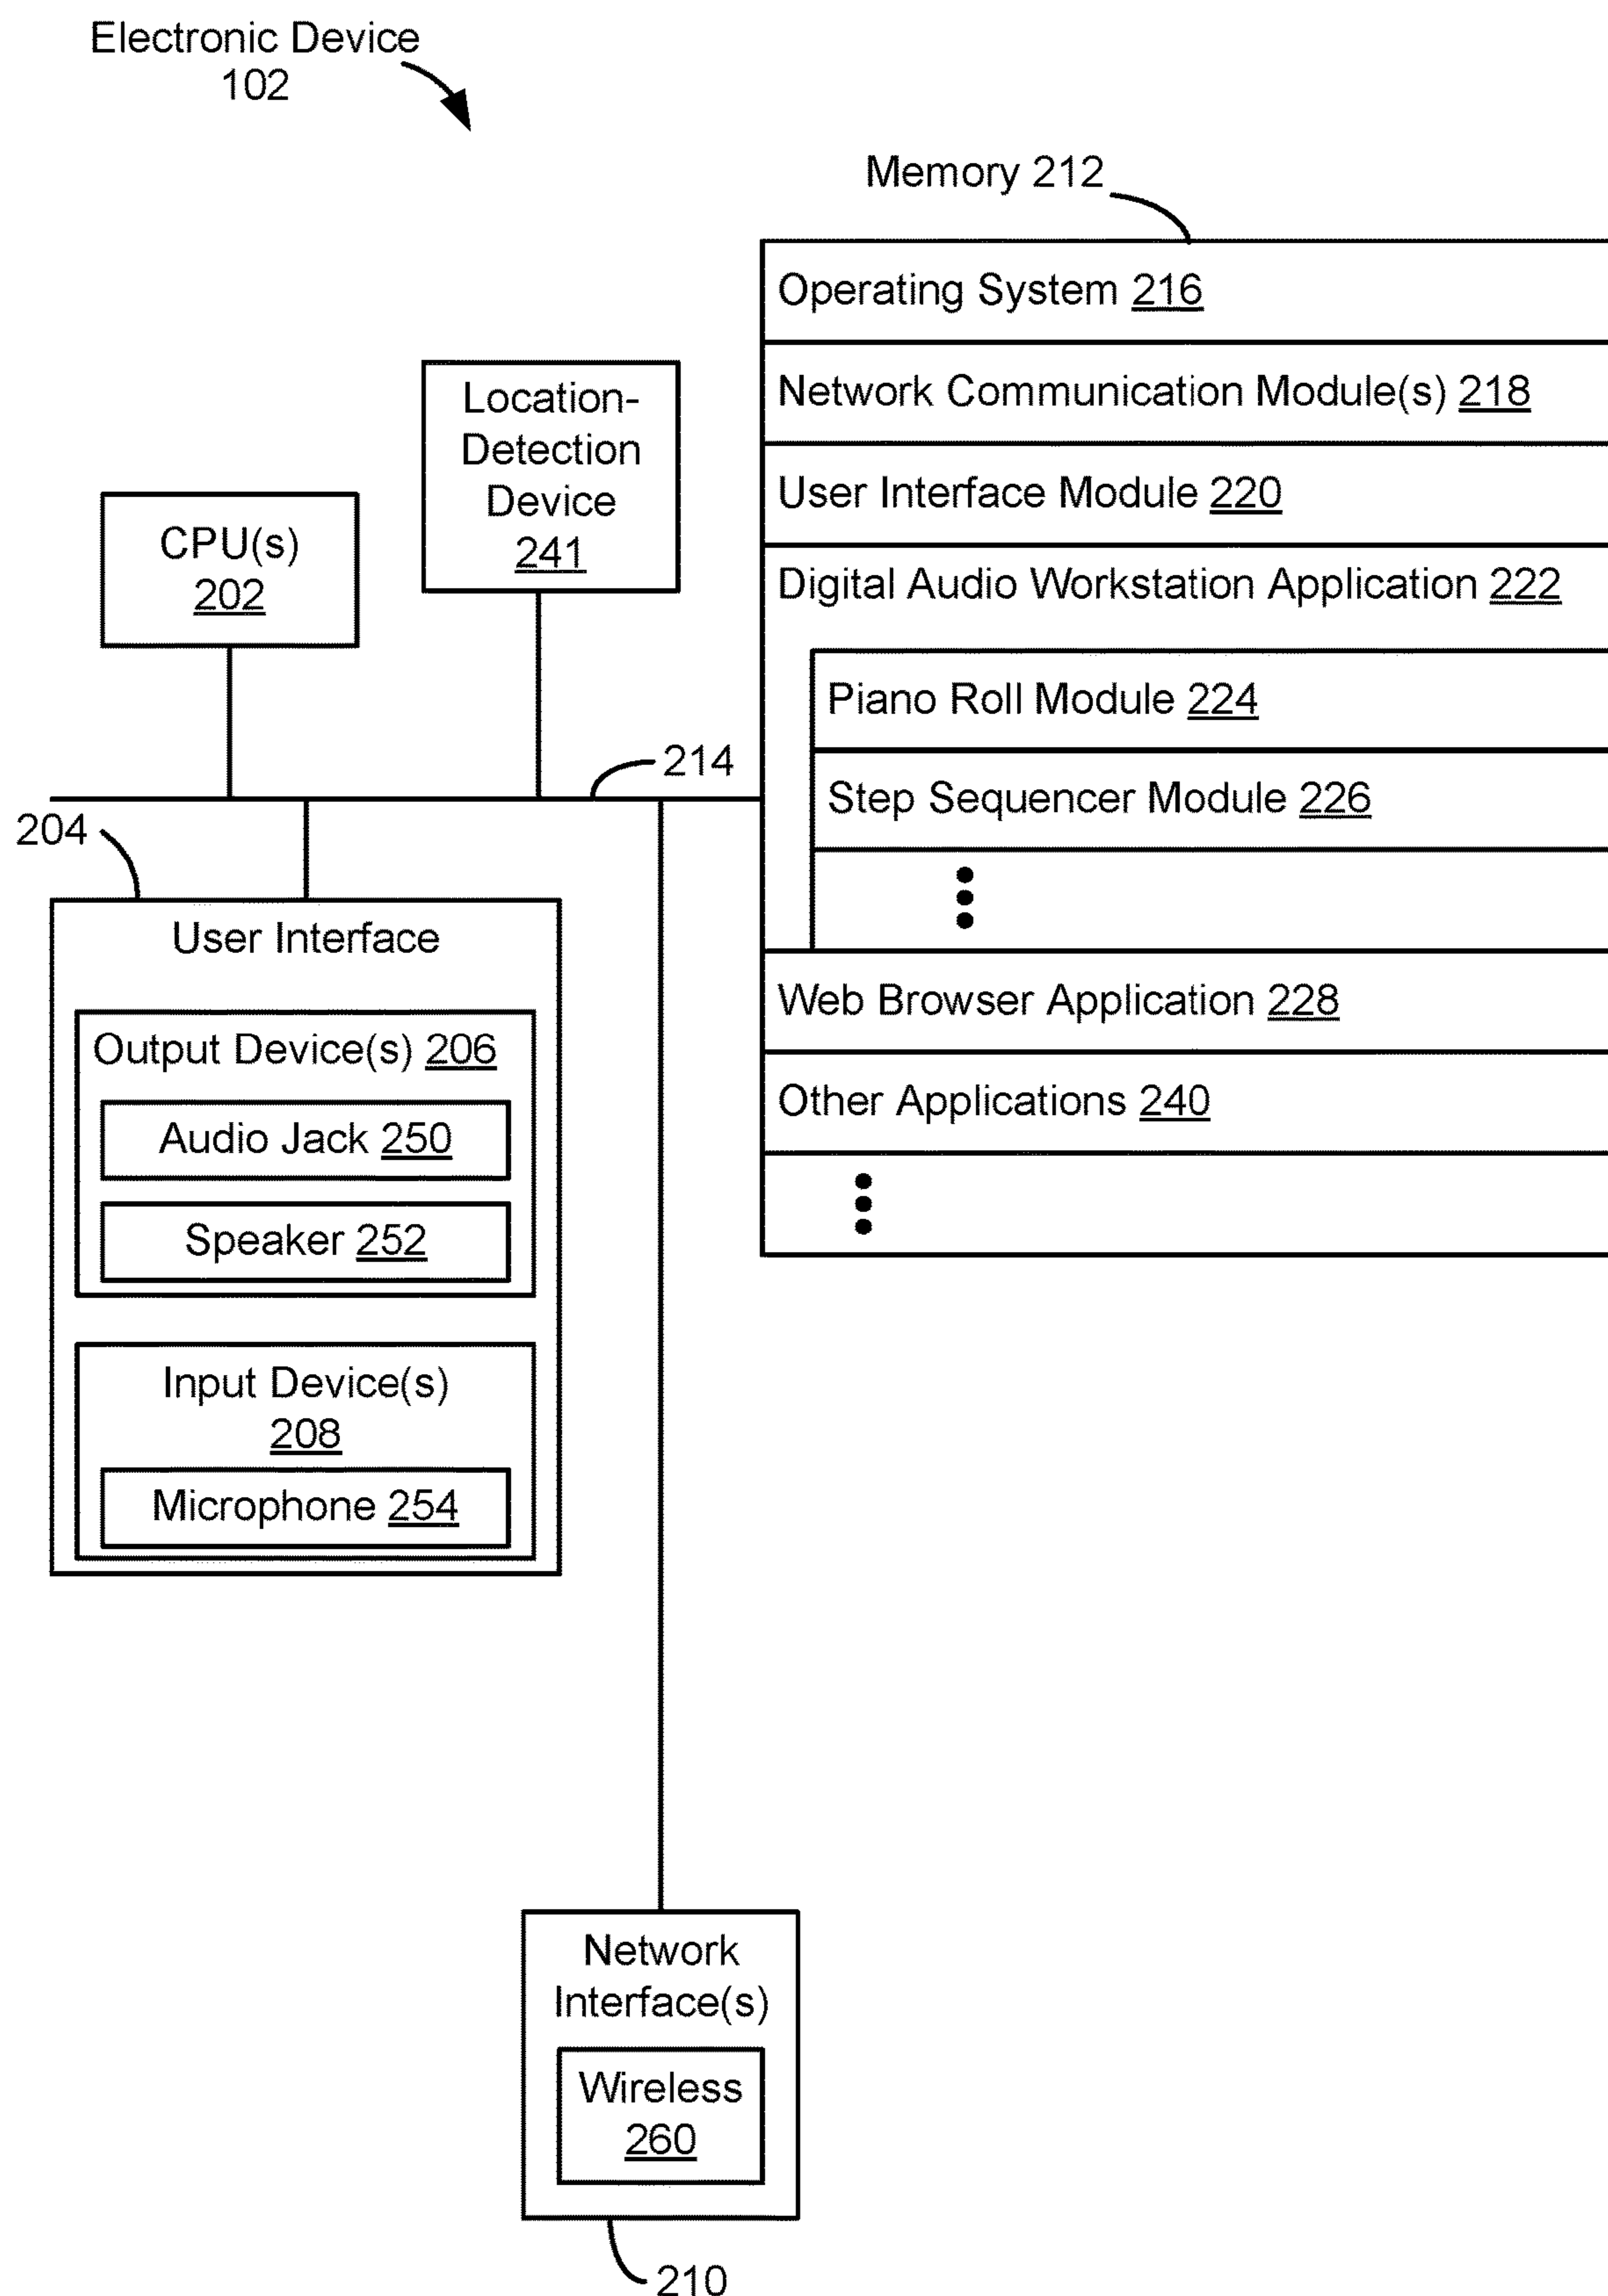 Electronic Device
102
Memory 212
Operating System 216
Network Communication Module(s) 218
User Interface Module 220
Digital Audio Workstation Application 222
Piano Roll Module 224
Step Sequencer Module 226
Web Browser Application 228
Other Applications 240
Location-
Detection
Device
241
CPU(s)
202
214
204
User Interface
Output Device(s) 206
Audio Jack 250
Speaker 252
Input Device(s)
208
Microphone 254
Network
Interface(s)
Wireless
260
210